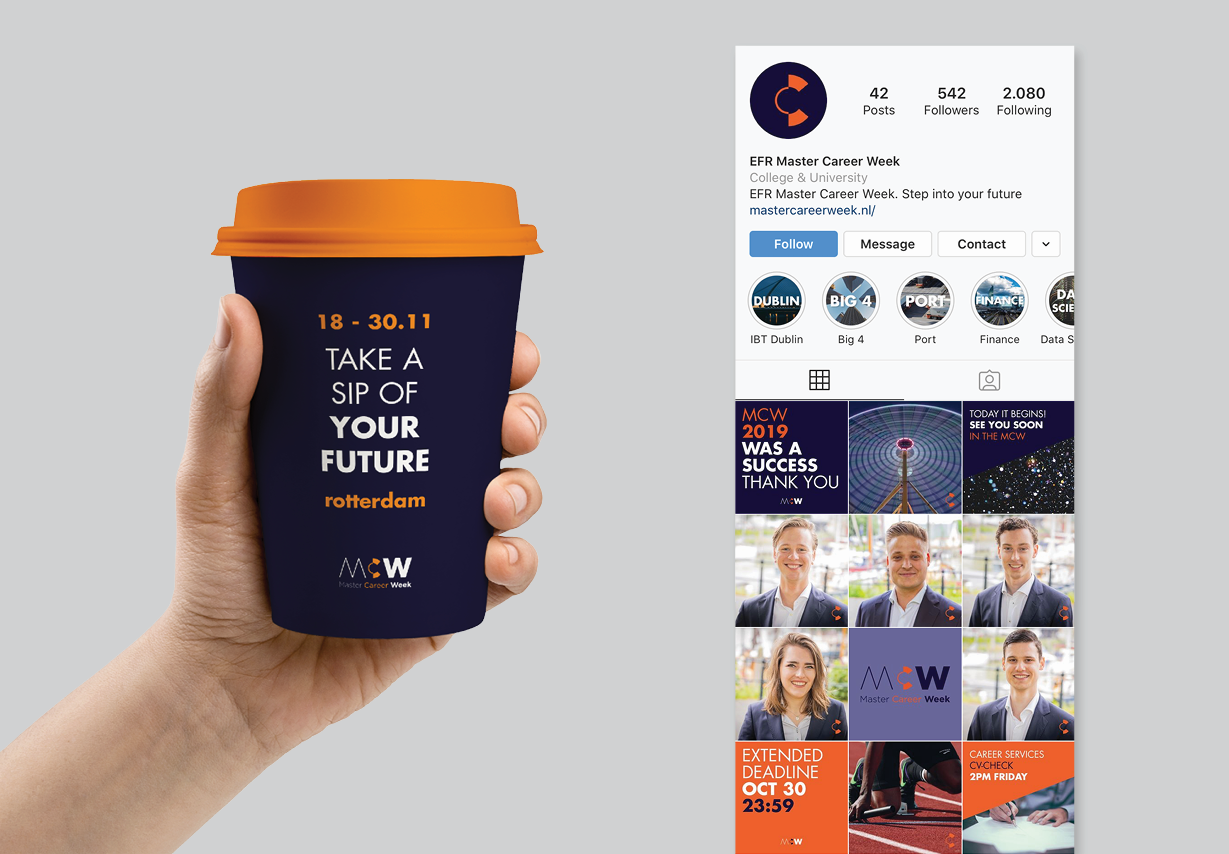 18 - 30.11
TAKE A
SIP OF
YOUR
FUTURE
rotterdam
MCW
Master Career Week
42
Posts
542
Followers
2.080
Following
EFR Master Career Week
College & University
EFR Master Career Week. Step into your future
mastercareerweek.nl/
Follow
Message
Contact
DUBLIN
BIG 4
PORT
FINANCE
DA
SCIE
IBT Dublin
Big 4
Port
Finance
Data S
MCW
2019
WAS A
SUCCESS
THANK YOU
MCW
TODAY IT BEGINS!
SEE YOU SOON
IN THE MCW
MCW
Master Career Week
EXTENDED
DEADLINE
OCT 30
23:59
MCW
CAREER SERVICES
CV-CHECK
2PM FRIDAY